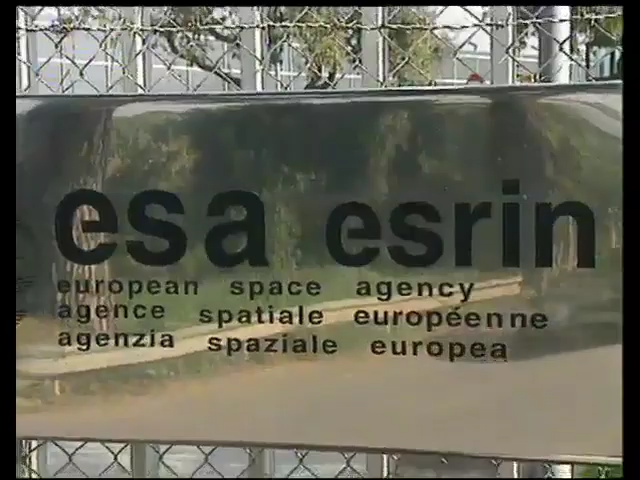 esa esrin
european space agency
agence spatiale européenne
agenzia spaziale europea